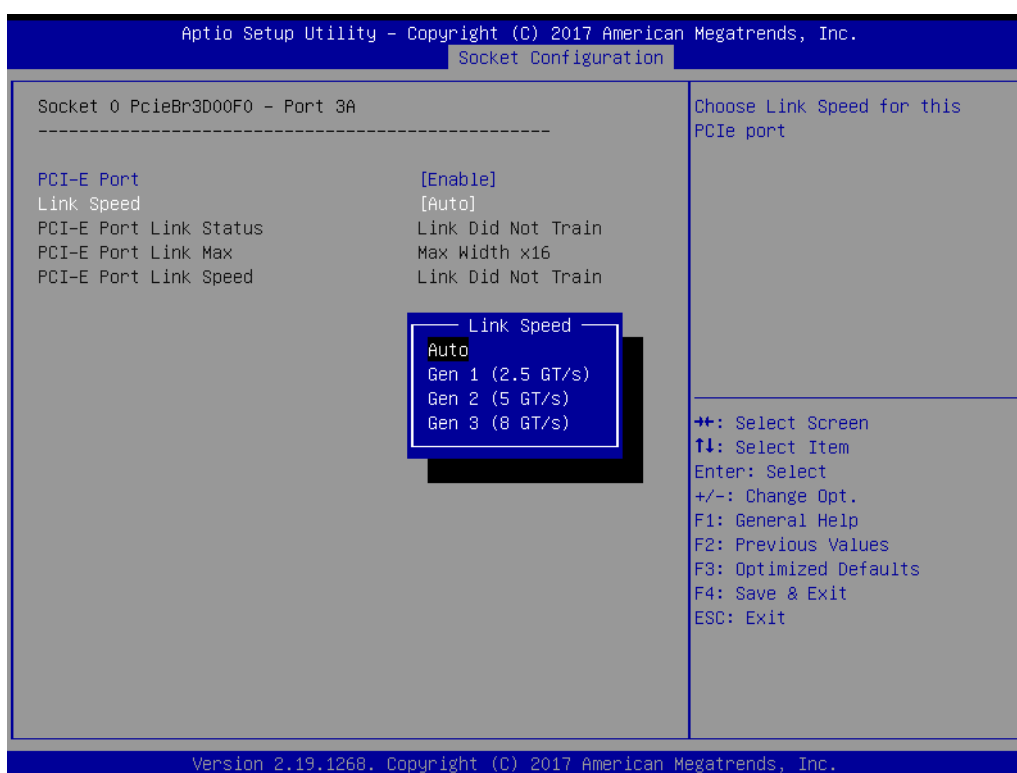 Aptio Setup Utility – Copyright (C) 2017 American Megatrends, Inc.
Socket Configuration
Socket 0 PcieBr3D00F0 – Port 3A
--------------------------------------------------
PCI-E Port [Enable]
Link Speed [Auto]
PCI-E Port Link Status Link Did Not Train
PCI-E Port Link Max Max Width x16
PCI-E Port Link Speed Link Did Not Train
Link Speed
Auto
Gen 1 (2.5 GT/s)
Gen 2 (5 GT/s)
Gen 3 (8 GT/s)
Choose Link Speed for this
PCIe port
→←: Select Screen
↑↓: Select Item
Enter: Select
+/-: Change Opt.
F1: General Help
F2: Previous Values
F3: Optimized Defaults
F4: Save & Exit
ESC: Exit
Version 2.19.1268. Copyright (C) 2017 American Megatrends, Inc.